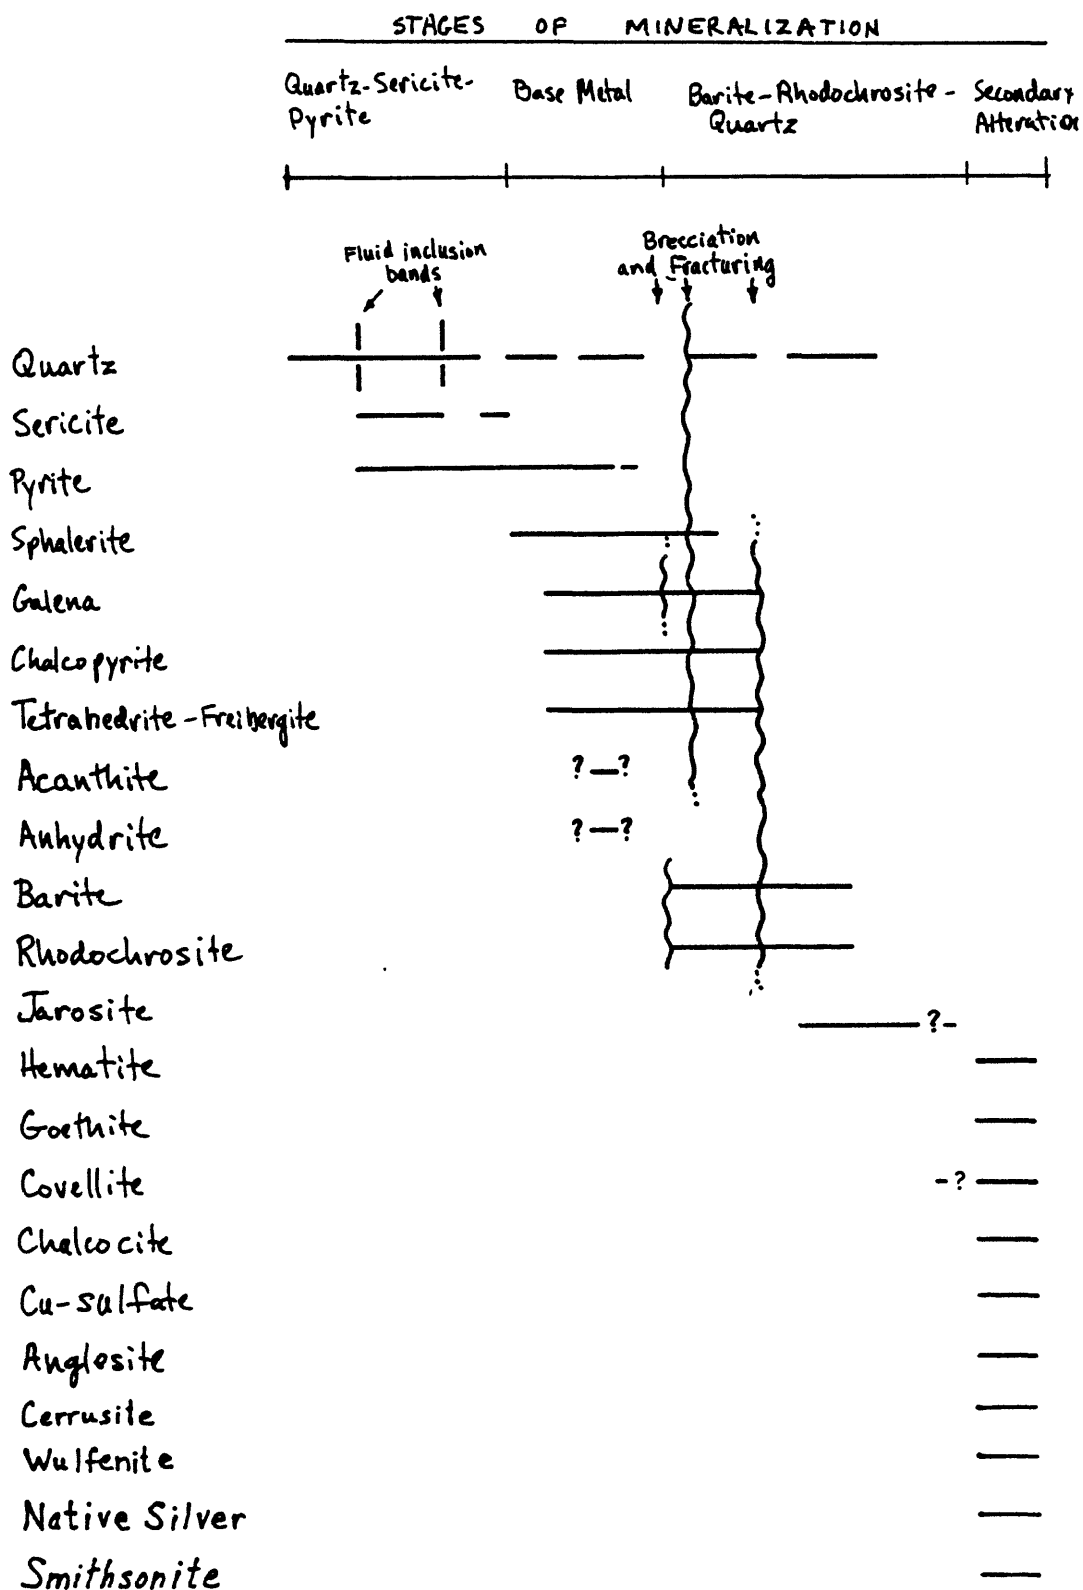 STAGES OF MINERALIZATION
Quartz-Sericite-
Pyrite
Base Metal
Barite-Rhodochrosite-
Quartz
Secondary
Alteration
Fluid inclusion
bands
Brecciation
and Fracturing
Quartz
Sericite
Pyrite
Sphalerite
Galena
Chalcopyrite
Tetrahedrite-Freibergite
Acanthite
? ?
Anhydrite
? ?
Barite
Rhodochrosite
Jarosite
?
Hematite
Goethite
Covellite
?
Chalcocite
Cu-sulfate
Anglesite
Cerrusite
Wulfenite
Native Silver
Smithsonite